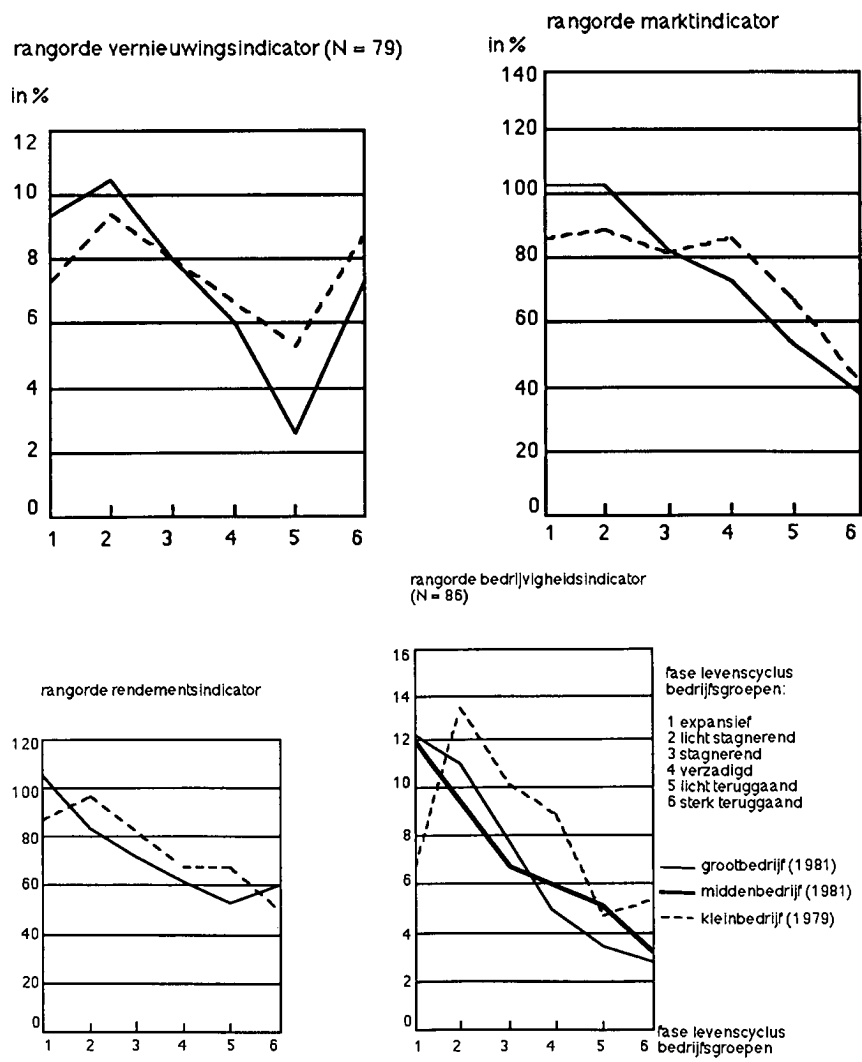 rangorde vernieuwingsindicator (N = 79)
in %
12
10
8
6
4
2
0
1 2 3 4 5 6
rangorde marktindicator
in %
140
120
100
80
60
40
20
0
1 2 3 4 5 6
rangorde rendementsindicator
120
100
80
60
40
20
0
1 2 3 4 5 6
rangorde bedrijvigheidsindicator
(N = 86)
16
14
12
10
8
6
4
2
0
1 2 3 4 5 6
fase levenscyclus
bedrijfsgroepen
fase levenscyclus
bedrijfsgroepen:
1 expansief
2 licht stagnerend
3 stagnerend
4 verzadigd
5 licht teruggaand
6 sterk teruggaand
grootbedrijf (1981)
middenbedrijf (1981)
kleinbedrijf (1979)